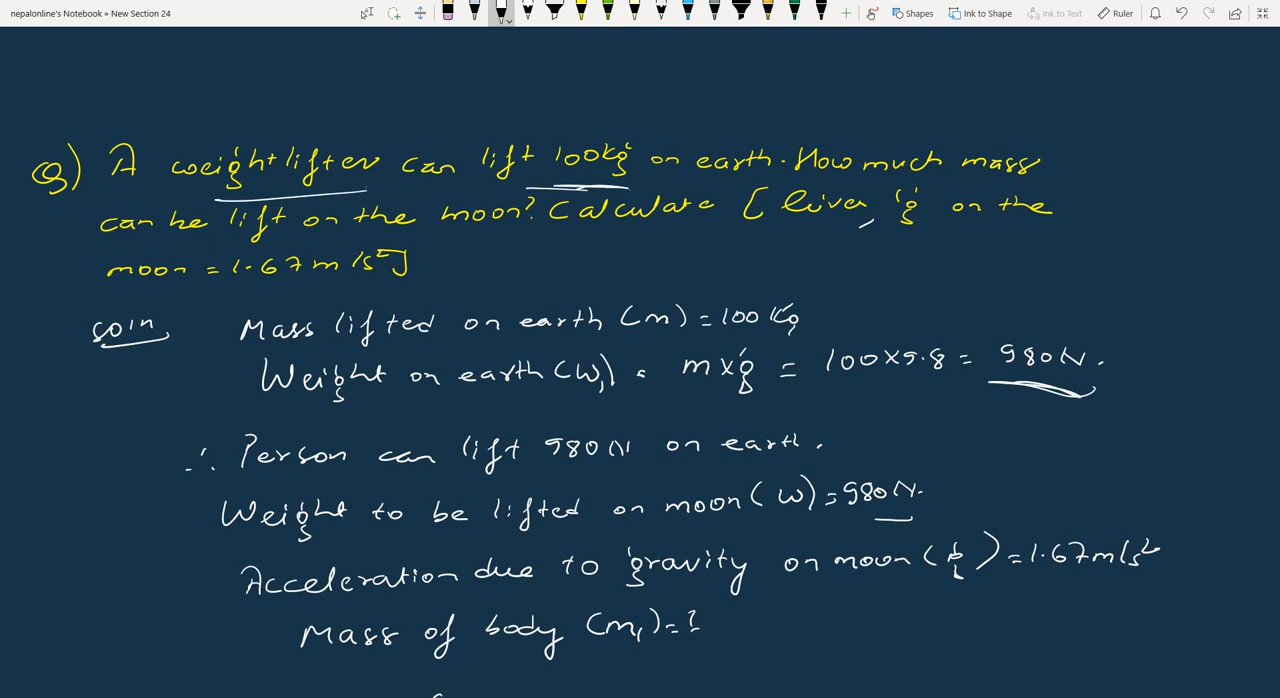 nepalonline's Notebook » New Section 24
Shapes Ink to Shape Ink to Text Ruler
Q) A weightlifter can lift 100kg on earth. How much mass
can be lift on the moon? Calculate [Given, 'g' on the
moon = 1.67 m/s²]
Soln Mass lifted on earth (m) = 100 Kg
Weight on earth (W₁) = m×g = 100×9.8 = 980N.
∴ Person can lift 980N on earth.
Weight to be lifted on moon (W) = 980N.
Acceleration due to gravity on moon ( ) = 1.67m/s²
Mass of body (m₁) = ?